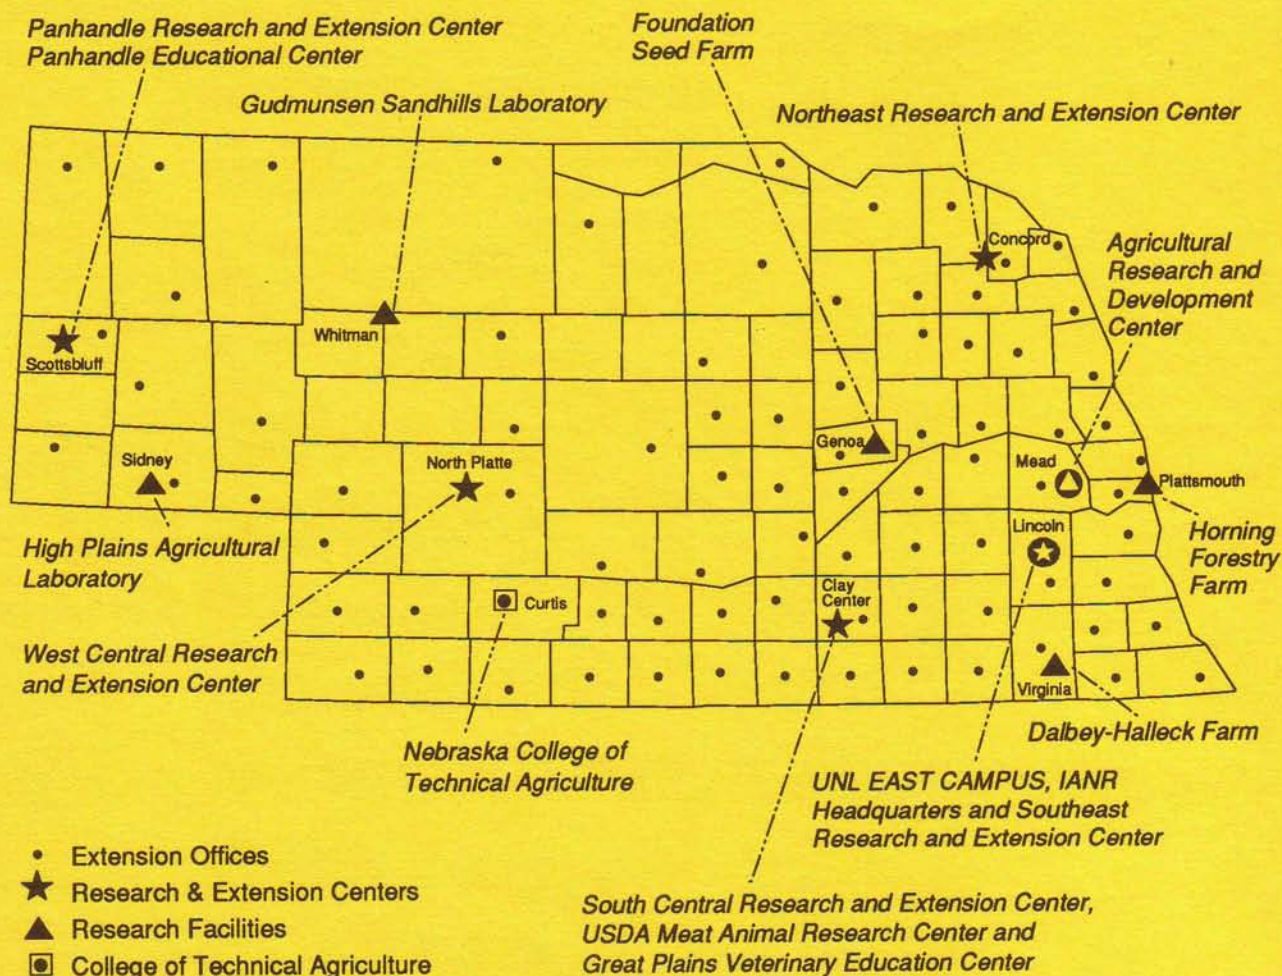 Panhandle Research and Extension Center
Panhandle Educational Center
Foundation
Seed Farm
Gudmunsen Sandhills Laboratory
Northeast Research and Extension Center
Concord
Agricultural
Research and
Development
Center
Whitman
Scottsbluff
Genoa
Sidney
North Platte
Mead
Plattsmouth
Lincoln
High Plains Agricultural
Laboratory
Horning
Forestry
Farm
Clay
Center
Curtis
West Central Research
and Extension Center
Virginia
Dalbey-Halleck Farm
Nebraska College of
Technical Agriculture
UNL EAST CAMPUS, IANR
Headquarters and Southeast
Research and Extension Center
Extension Offices
Research & Extension Centers
Research Facilities
College of Technical Agriculture
South Central Research and Extension Center,
USDA Meat Animal Research Center and
Great Plains Veterinary Education Center